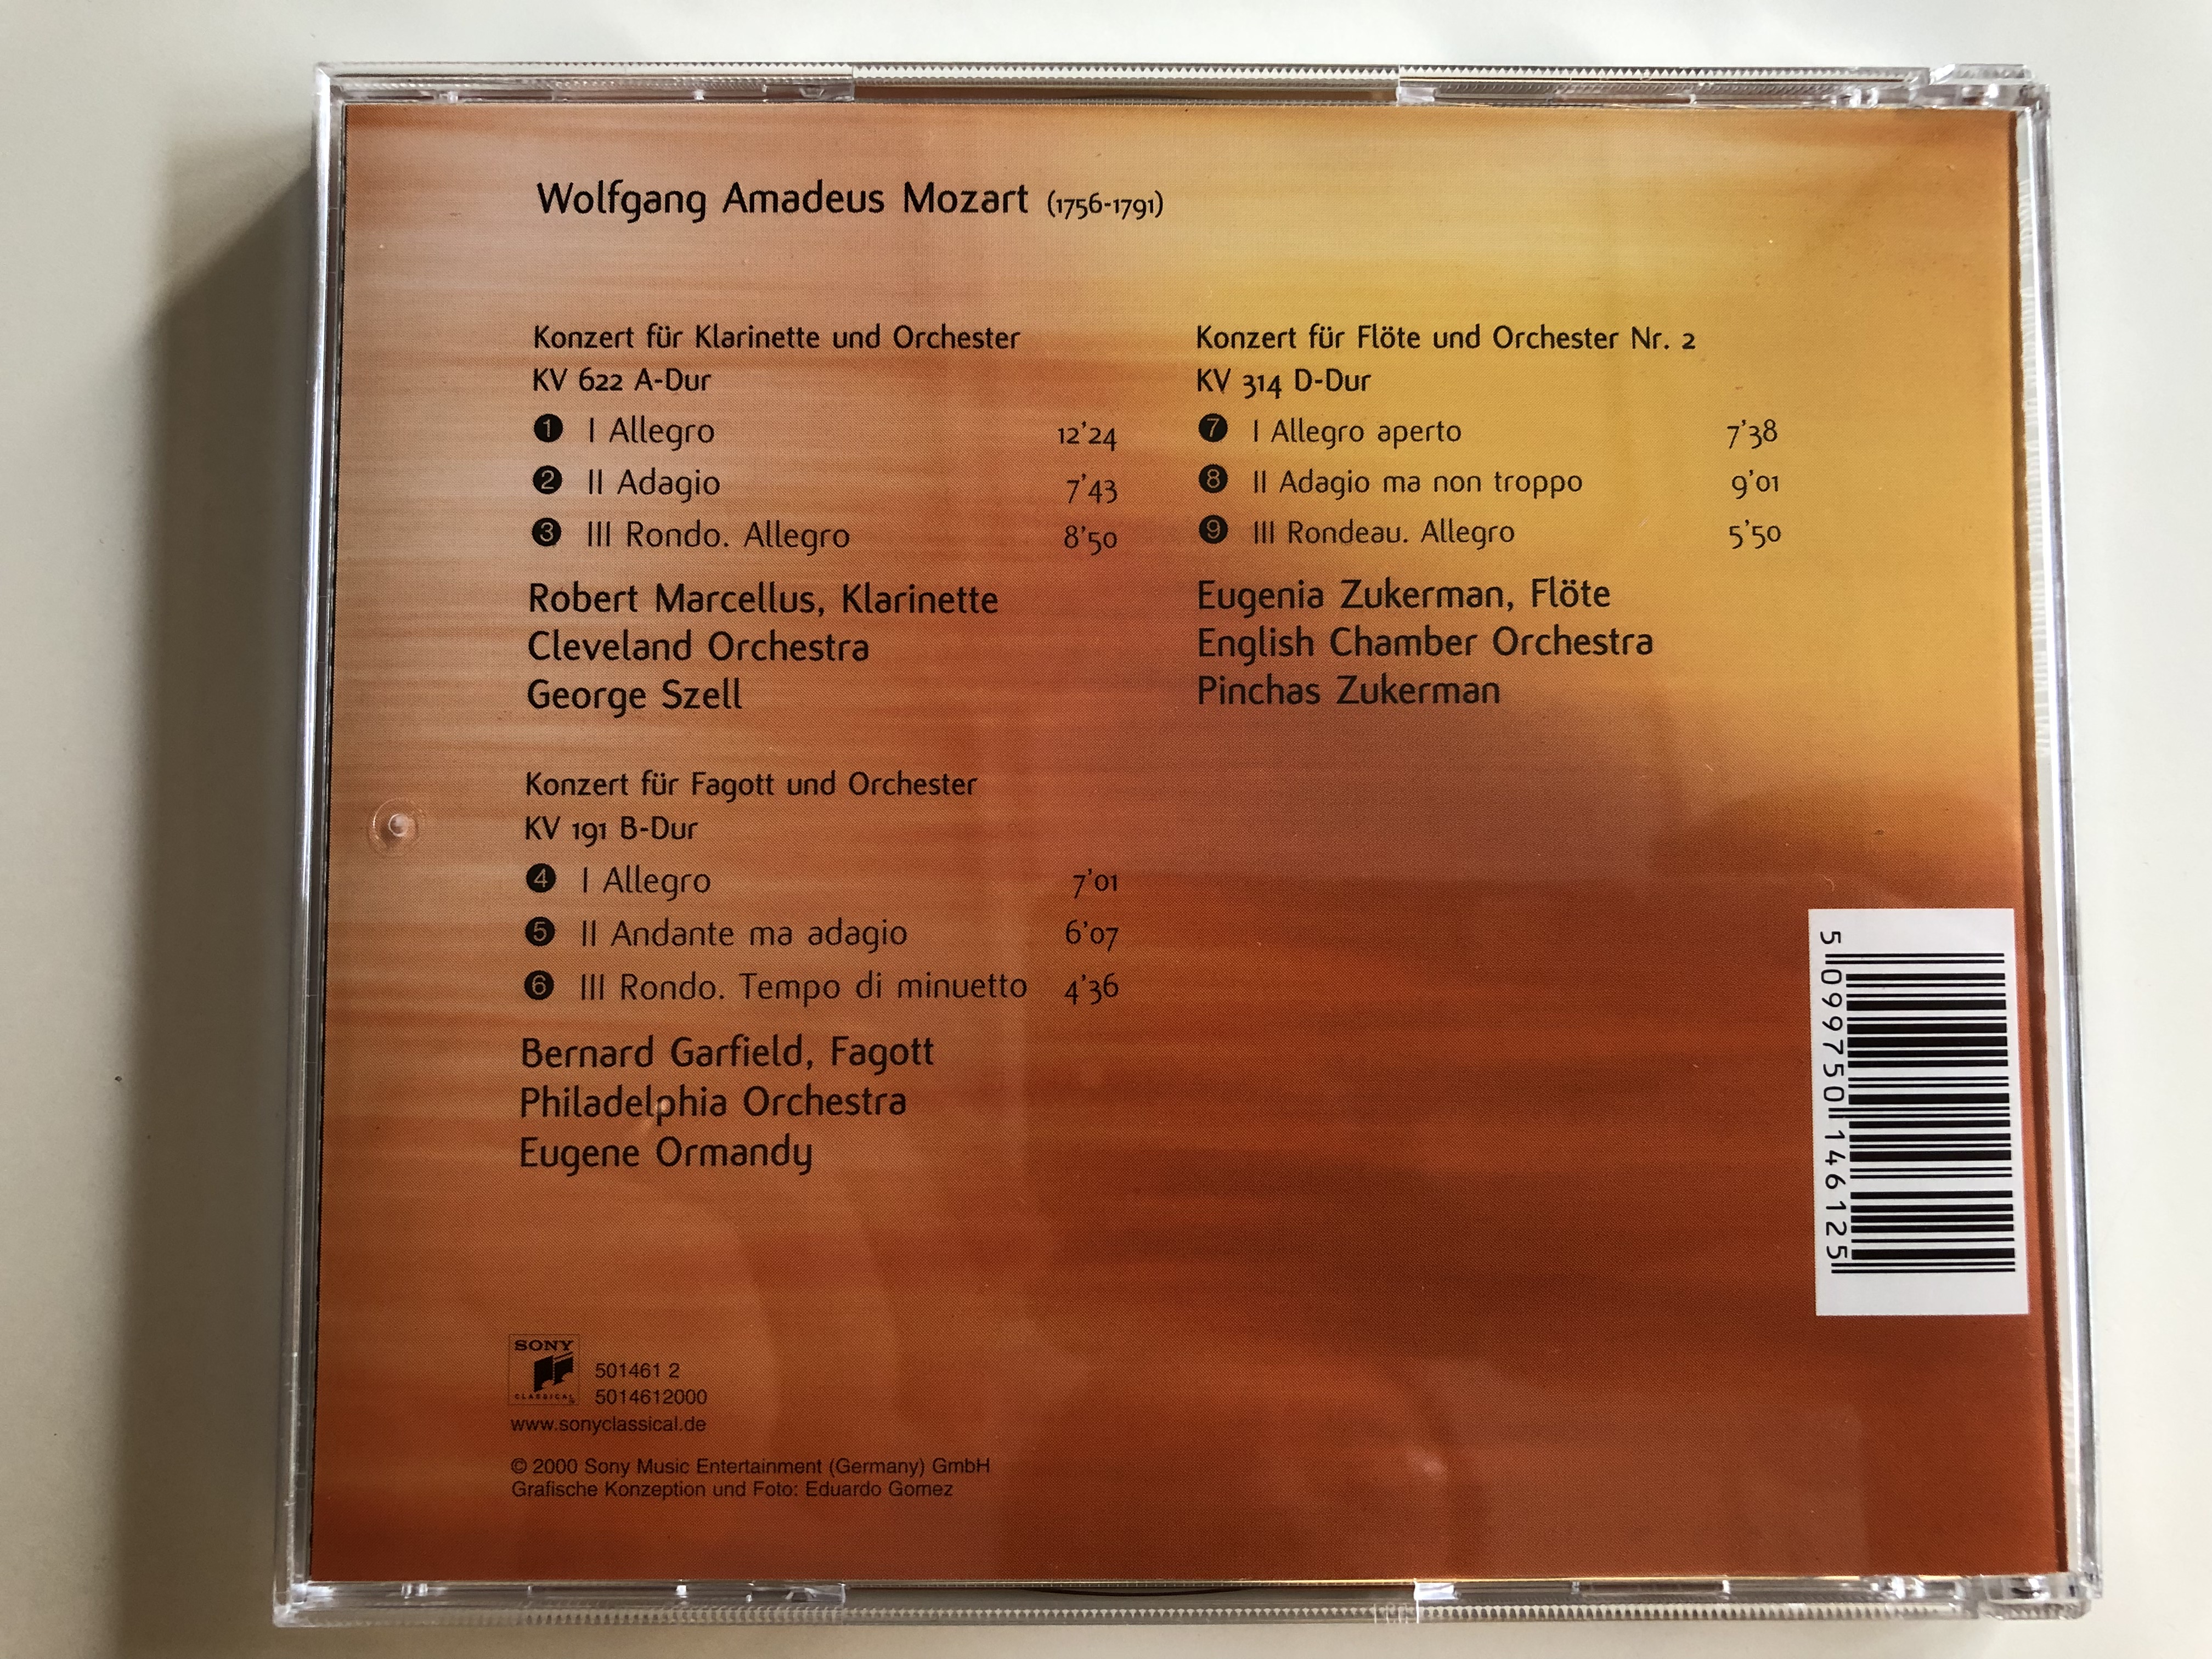 Wolfgang Amadeus Mozart (1756-1791)
Konzert für Klarinette und Orchester
KV 622 A-Dur
1 I Allegro 12'24
2 II Adagio 7'43
3 III Rondo. Allegro 8'50
Robert Marcellus, Klarinette
Cleveland Orchestra
George Szell
Konzert für Fagott und Orchester
KV 191 B-Dur
4 I Allegro 7'01
5 II Andante ma adagio 6'07
6 III Rondo. Tempo di minuetto 4'36
Bernard Garfield, Fagott
Philadelphia Orchestra
Eugene Ormandy
Konzert für Flöte und Orchester Nr. 2
KV 314 D-Dur
7 I Allegro aperto 7'38
8 II Adagio ma non troppo 9'01
9 III Rondeau. Allegro 5'50
Eugenia Zukerman, Flöte
English Chamber Orchestra
Pinchas Zukerman
5 099750 146125
SONY
CLASSICAL
501461 2
5014612000
www.sonyclassical.de
© 2000 Sony Music Entertainment (Germany) GmbH
Grafische Konzeption und Foto: Eduardo Gomez